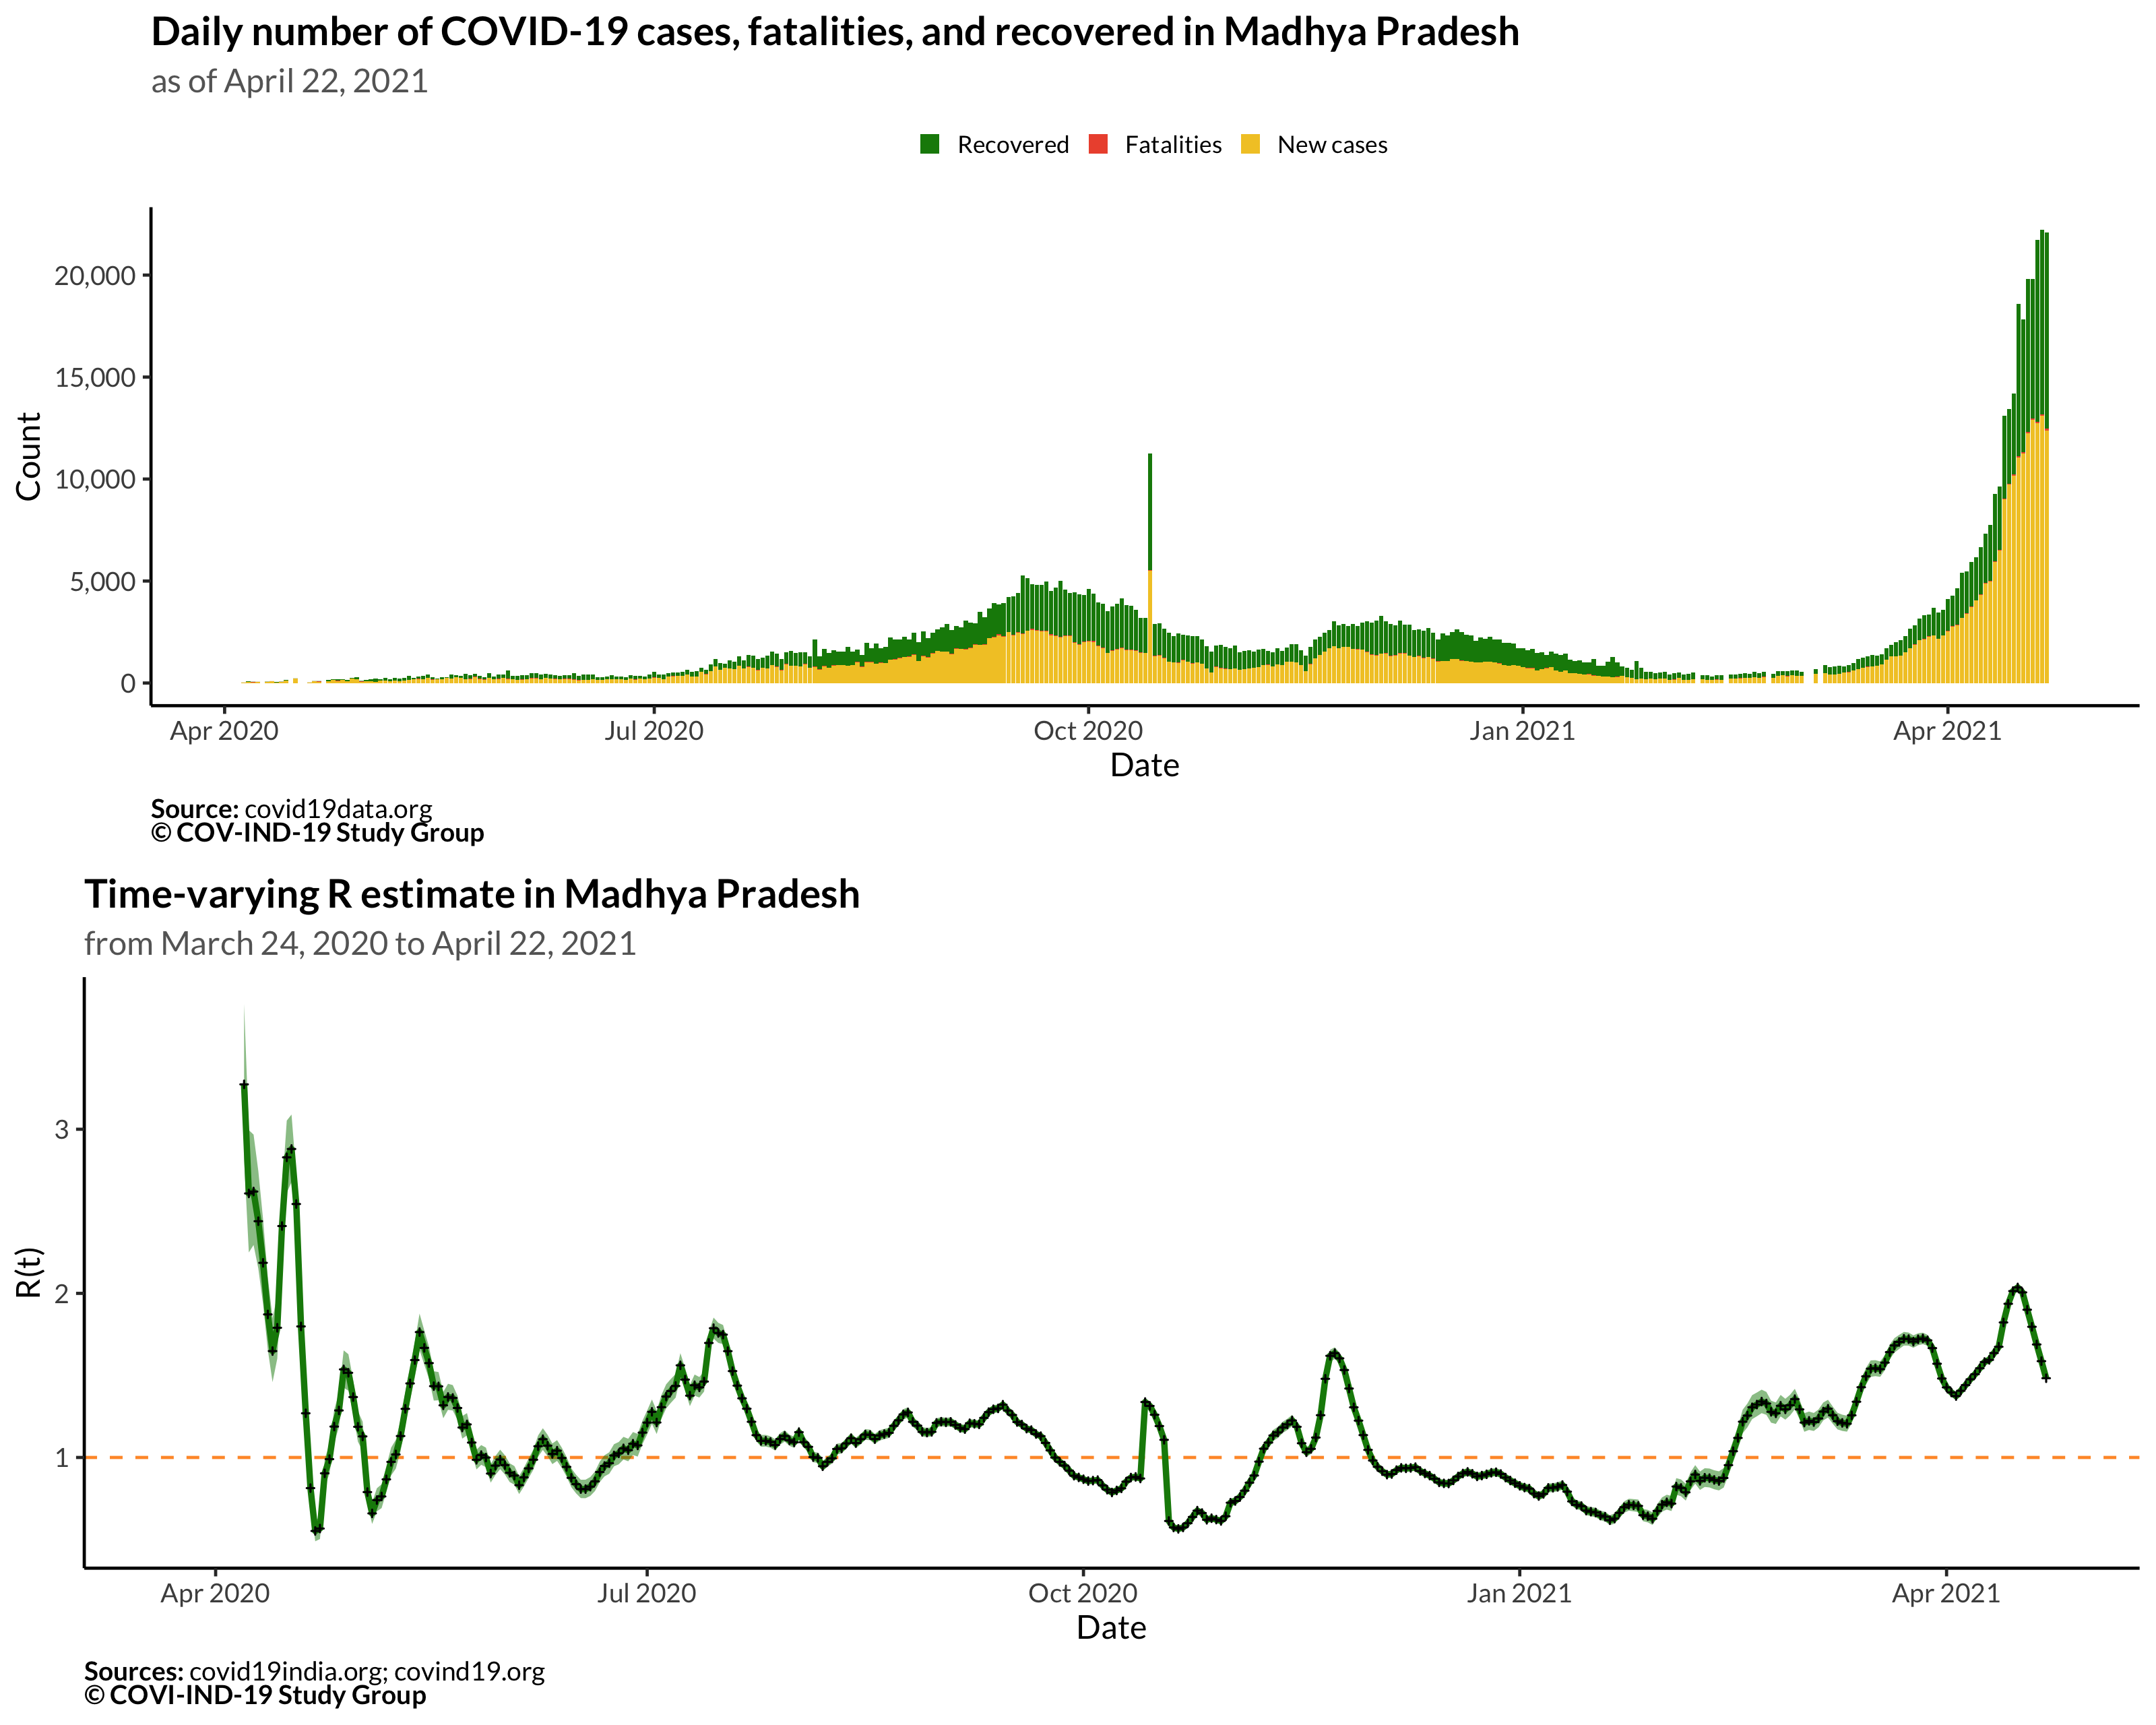 Daily number of COVID-19 cases, fatalities, and recovered in Madhya Pradesh
as of April 22, 2021
Recovered Fatalities New cases
20,000
15,000
10,000
5,000
0
Count
Apr 2020 Jul 2020 Oct 2020 Jan 2021 Apr 2021
Date
Source: covid19data.org
© COV-IND-19 Study Group
Time-varying R estimate in Madhya Pradesh
from March 24, 2020 to April 22, 2021
3
2
1
R(t)
Apr 2020 Jul 2020 Oct 2020 Jan 2021 Apr 2021
Date
Sources: covid19india.org; covind19.org
© COVI-IND-19 Study Group